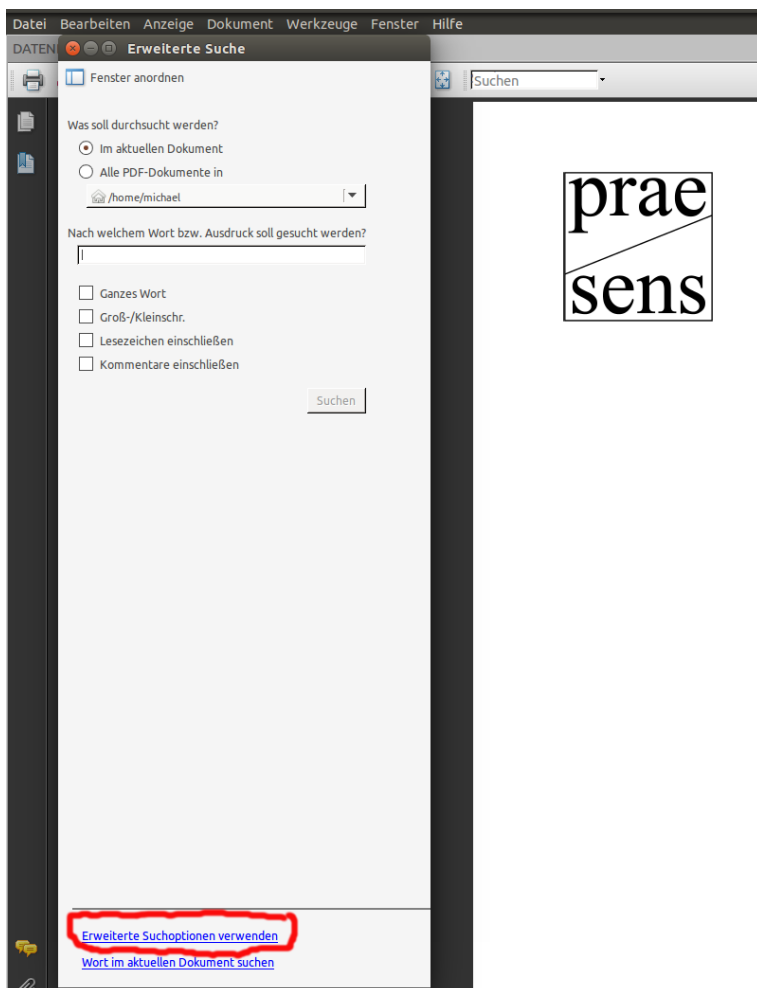 Datei Bearbeiten Anzeige Dokument Werkzeuge Fenster Hilfe
DATEN
Erweiterte Suche
Fenster anordnen
Suchen
Was soll durchsucht werden?
Im aktuellen Dokument
Alle PDF-Dokumente in
/home/michael
Nach welchem Wort bzw. Ausdruck soll gesucht werden?
Ganzes Wort
Groß-/Kleinschr.
Lesezeichen einschließen
Kommentare einschließen
Suchen
prae
sens
Erweiterte Suchoptionen verwenden
Wort im aktuellen Dokument suchen